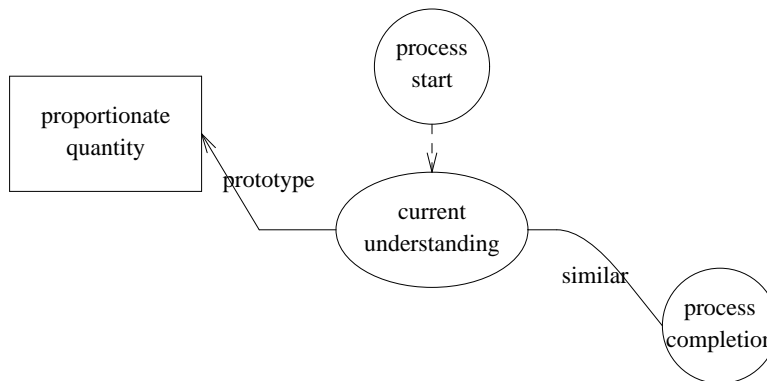 process
start
proportionate
quantity
prototype
current
understanding
similar
process
completion